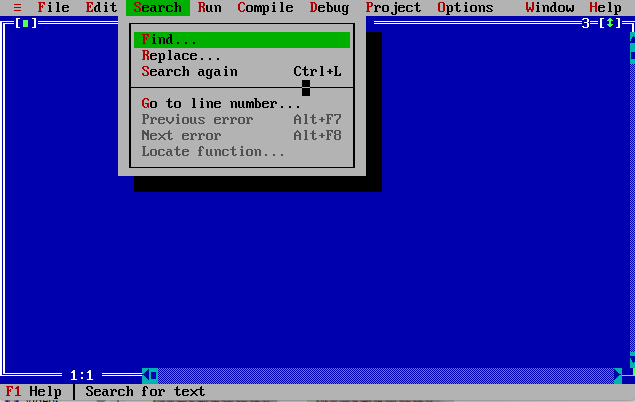 ≡ File Edit Search Run Compile Debug Project Options Window Help
[■] 3=[↕]
Find...
Replace...
Search again Ctrl+L
Go to line number...
Previous error Alt+F7
Next error Alt+F8
Locate function...
1:1
F1 Help | Search for text